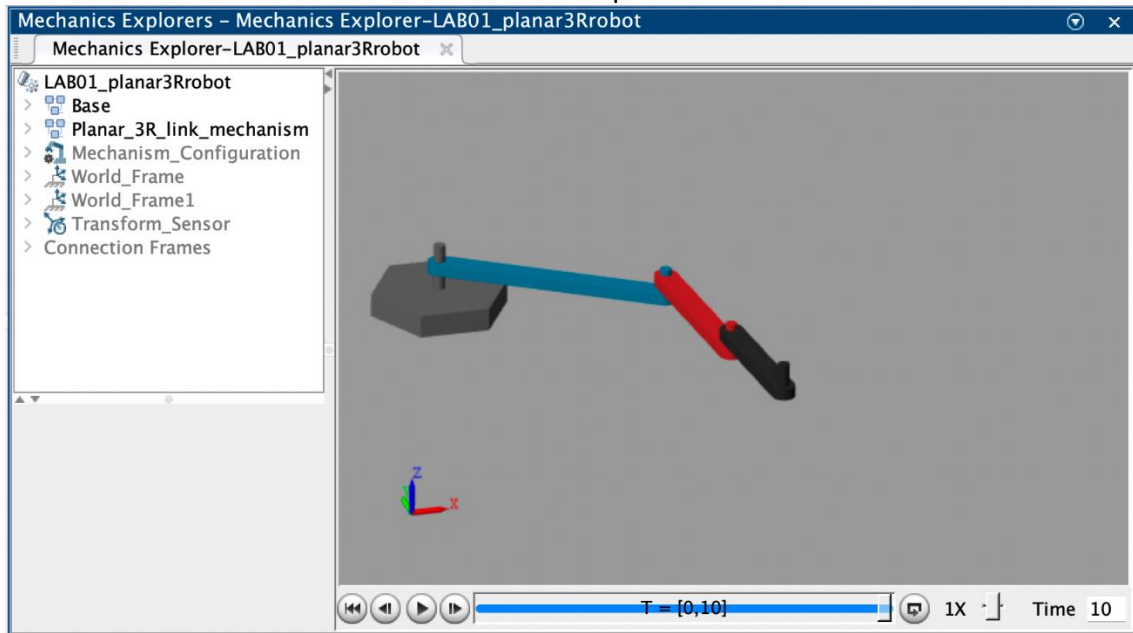 Mechanics Explorers - Mechanics Explorer-LAB01_planar3Rrobot
Mechanics Explorer-LAB01_planar3Rrobot
LAB01_planar3Rrobot
Base
Planar_3R_link_mechanism
Mechanism_Configuration
World_Frame
World_Frame1
Transform_Sensor
Connection Frames
Z
X
T = [0,10]
1X
Time 10